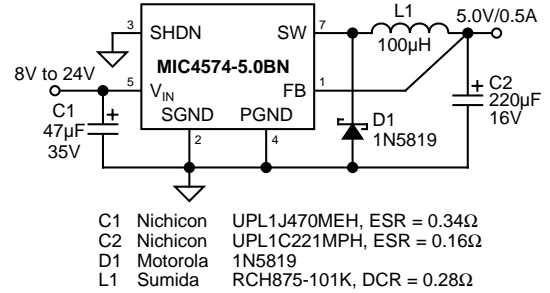 L1
5.0V/0.5A
3
SHDN
SW
7
100µH
MIC4574-5.0BN
8V to 24V
5
VIN
FB
1
C1
47µF
35V
SGND
PGND
2
4
D1
1N5819
C2
220µF
16V
C1 Nichicon UPL1J470MEH, ESR = 0.34Ω
C2 Nichicon UPL1C221MPH, ESR = 0.16Ω
D1 Motorola 1N5819
L1 Sumida RCH875-101K, DCR = 0.28Ω